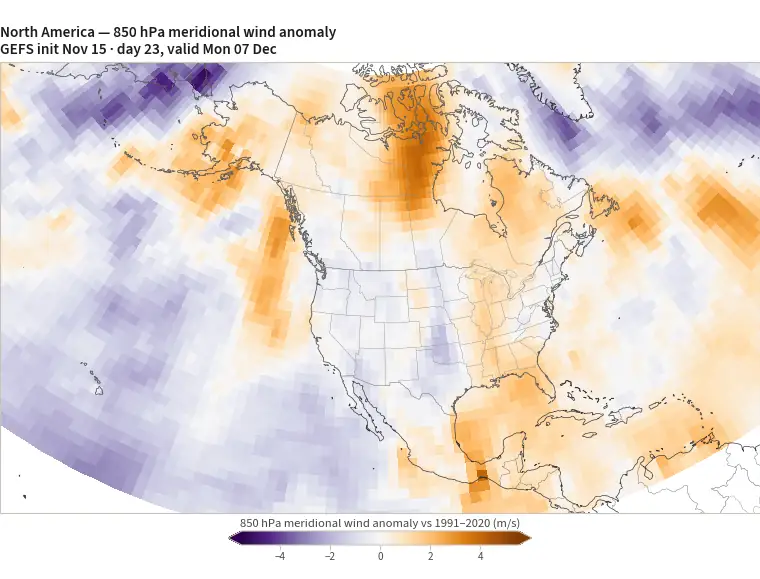 North America — 850 hPa meridional wind anomaly
GEFS init Nov 15 · day 23, valid Mon 07 Dec
850 hPa meridional wind anomaly vs 1991–2020 (m/s)
−4 −2 0 2 4